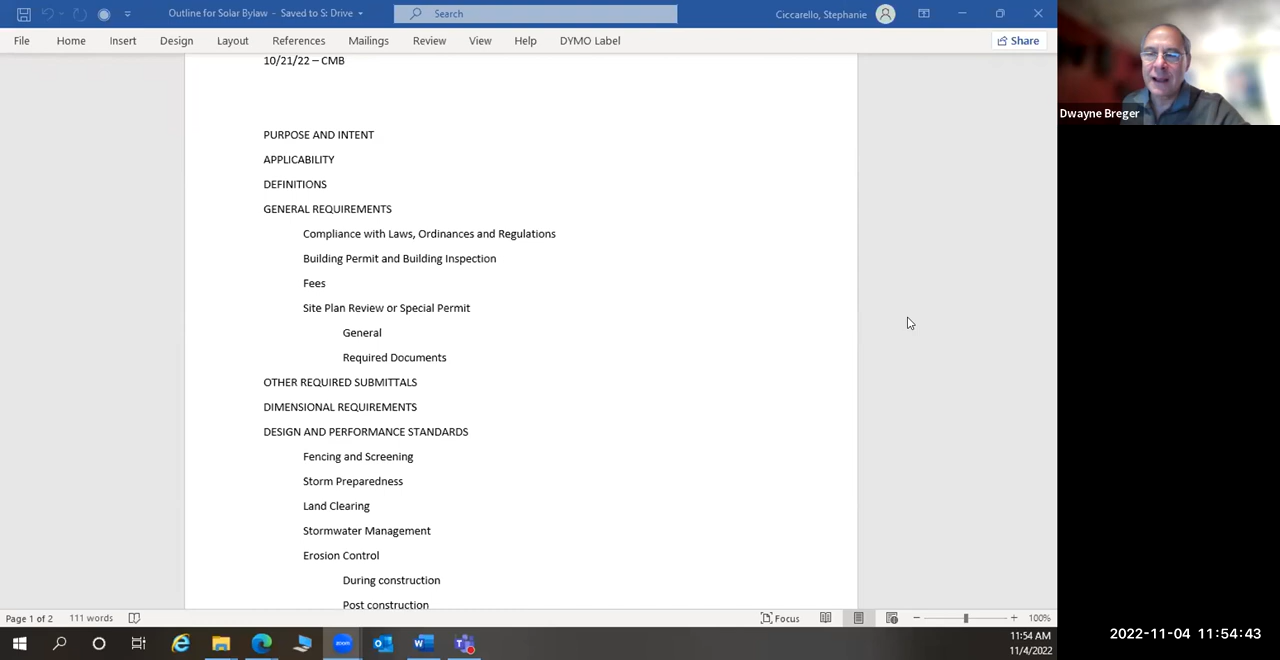 Outline for Solar Bylaw - Saved to S: Drive
Search
Ciccarello, Stephanie
File Home Insert Design Layout References Mailings Review View Help DYMO Label
Share
10/21/22 – CMB
PURPOSE AND INTENT
APPLICABILITY
DEFINITIONS
GENERAL REQUIREMENTS
Compliance with Laws, Ordinances and Regulations
Building Permit and Building Inspection
Fees
Site Plan Review or Special Permit
General
Required Documents
OTHER REQUIRED SUBMITTALS
DIMENSIONAL REQUIREMENTS
DESIGN AND PERFORMANCE STANDARDS
Fencing and Screening
Storm Preparedness
Land Clearing
Stormwater Management
Erosion Control
During construction
Post construction
Page 1 of 2 111 words
Focus
100%
zoom
11:54 AM
11/4/2022
Dwayne Breger
2022-11-04 11:54:43